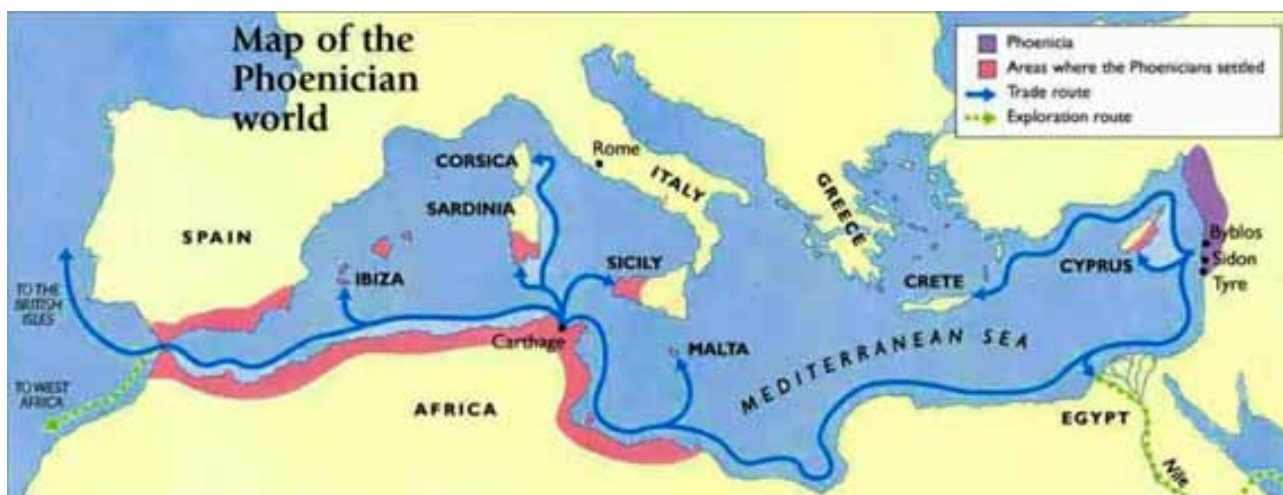 Map of the
Phoenician
world
Phoenicia
Areas where the Phoenicians settled
Trade route
Exploration route
CORSICA
Rome
ITALY
SARDINIA
GREECE
SPAIN
Byblos
IBIZA
SICILY
CRETE
CYPRUS
Sidon
Tyre
TO THE
BRITISH
ISLES
Carthage
MALTA
MEDITERRANEAN SEA
TO WEST
AFRICA
AFRICA
EGYPT
Nile